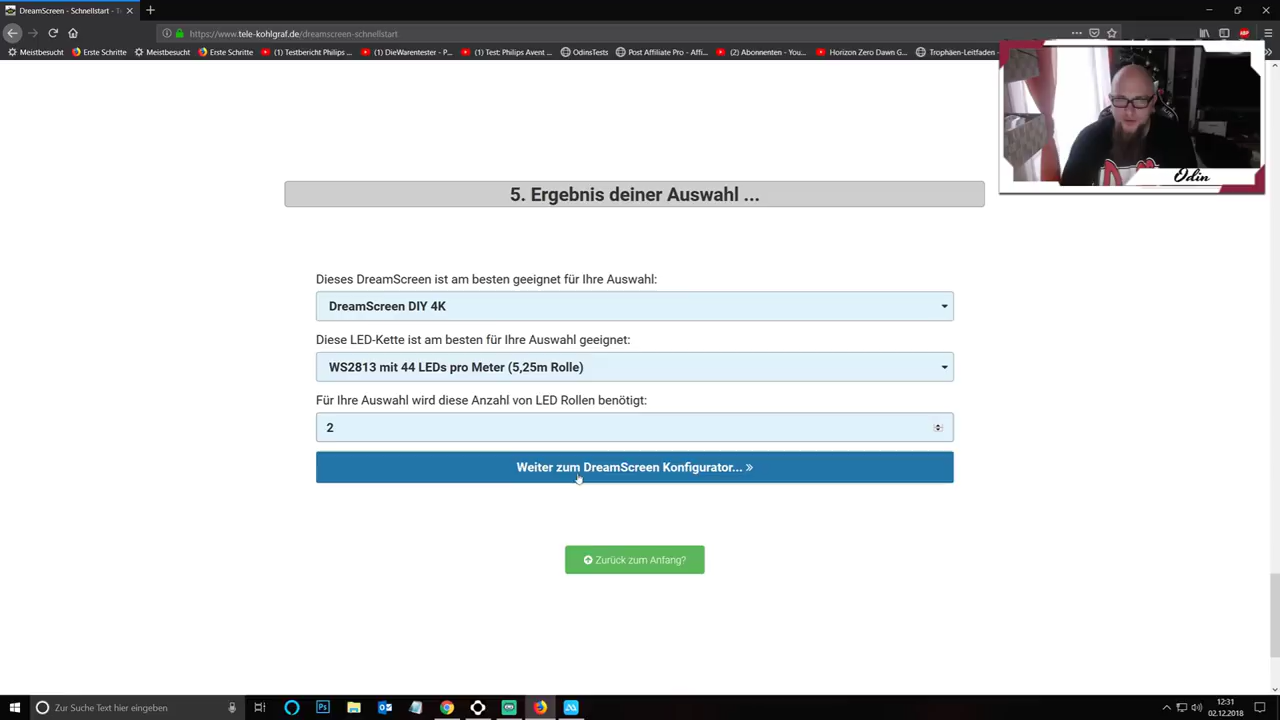 DreamScreen - Schnellstart - T
https://www.tele-kohlgraf.de/dreamscreen-schnellstart
Meistbesucht
Erste Schritte
Meistbesucht
Erste Schritte
(1) Testbericht Philips ...
(1) DieWarentester – P...
(1) Test: Philips Avent ...
OdinsTests
Post Affiliate Pro - Affi...
(2) Abonnenten - You...
Horizon Zero Dawn G...
Trophäen-Leitfaden
ABP
Odin
5. Ergebnis deiner Auswahl ...
Dieses DreamScreen ist am besten geeignet für Ihre Auswahl:
DreamScreen DIY 4K
Diese LED-Kette ist am besten für Ihre Auswahl geeignet:
WS2813 mit 44 LEDs pro Meter (5,25m Rolle)
Für Ihre Auswahl wird diese Anzahl von LED Rollen benötigt:
2
Weiter zum DreamScreen Konfigurator... »
Zurück zum Anfang?
Zur Suche Text hier eingeben
Ps
12:31
02.12.2018